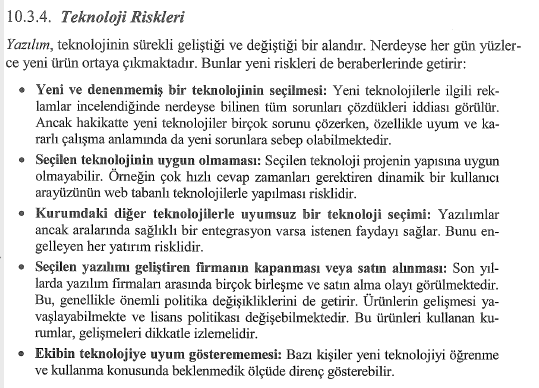 10.3.4. Teknoloji Riskleri
Yazılım, teknolojinin sürekli geliştiği ve değiştiği bir alandır. Nerdeyse her gün yüzler-
ce yeni ürün ortaya çıkmaktadır. Bunlar yeni riskleri de beraberlerinde getirir:
• Yeni ve denenmemiş bir teknolojinin seçilmesi: Yeni teknolojilerle ilgili rek-
lamlar incelendiğinde nerdeyse bilinen tüm sorunları çözdükleri iddiası görülür.
Ancak hakikatte yeni teknolojiler birçok sorunu çözerken, özellikle uyum ve ka-
rarlı çalışma anlamında da yeni sorunlara sebep olabilmektedir.
• Seçilen teknolojinin uygun olmaması: Seçilen teknoloji projenin yapısına uygun
olmayabilir. Örneğin çok hızlı cevap zamanları gerektiren dinamik bir kullanıcı
arayüzünün web tabanlı teknolojilerle yapılması risklidir.
• Kurumdaki diğer teknolojilerle uyumsuz bir teknoloji seçimi: Yazılımlar
ancak aralarında sağlıklı bir entegrasyon varsa istenen faydayı sağlar. Bunu en-
gelleyen her yatırım risklidir.
• Seçilen yazılımı geliştiren firmanın kapanması veya satın alınması: Son yıl-
larda yazılım firmaları arasında birçok birleşme ve satın alma olayı görülmektedir.
Bu, genellikle önemli politika değişikliklerini de getirir. Ürünlerin gelişmesi ya-
vaşlayabilmekte ve lisans politikası değişebilmektedir. Bu ürünleri kullanan ku-
rumlar, gelişmeleri dikkatle izlemelidir.
• Ekibin teknolojiye uyum gösterememesi: Bazı kişiler yeni teknolojiyi öğrenme
ve kullanma konusunda beklenmedik ölçüde direnç gösterebilir.